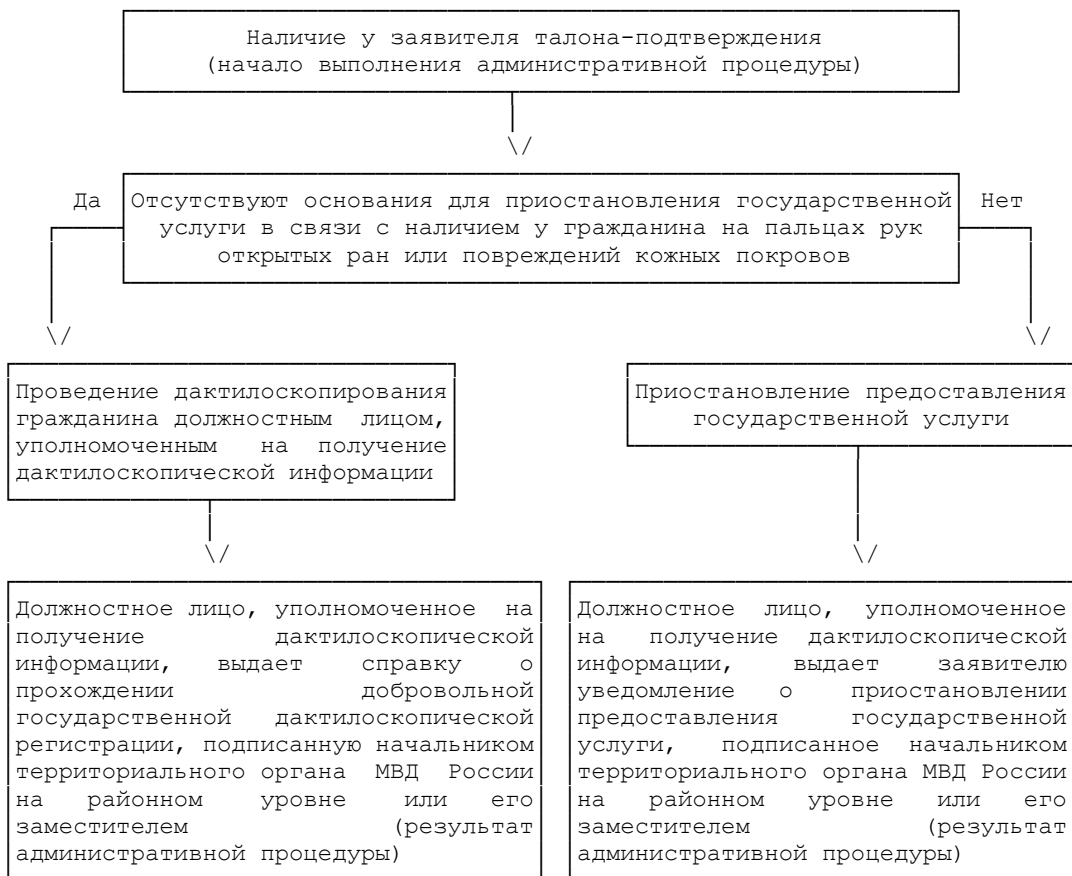 Наличие у заявителя талона-подтверждения
(начало выполнения административной процедуры)
\/
Да
Отсутствуют основания для приостановления государственной
услуги в связи с наличием у гражданина на пальцах рук
открытых ран или повреждений кожных покровов
Нет
\/
\/
Проведение дактилоскопирования
гражданина должностным лицом,
уполномоченным на получение
дактилоскопической информации
Приостановление предоставления
государственной услуги
\/
\/
Должностное лицо, уполномоченное на
получение дактилоскопической
информации, выдает справку о
прохождении добровольной
государственной дактилоскопической
регистрации, подписанную начальником
территориального органа МВД России
на районном уровне или его
заместителем (результат
административной процедуры)
Должностное лицо, уполномоченное
на получение дактилоскопической
информации, выдает заявителю
уведомление о приостановлении
предоставления государственной
услуги, подписанное начальником
территориального органа МВД России
на районном уровне или его
заместителем (результат
административной процедуры)